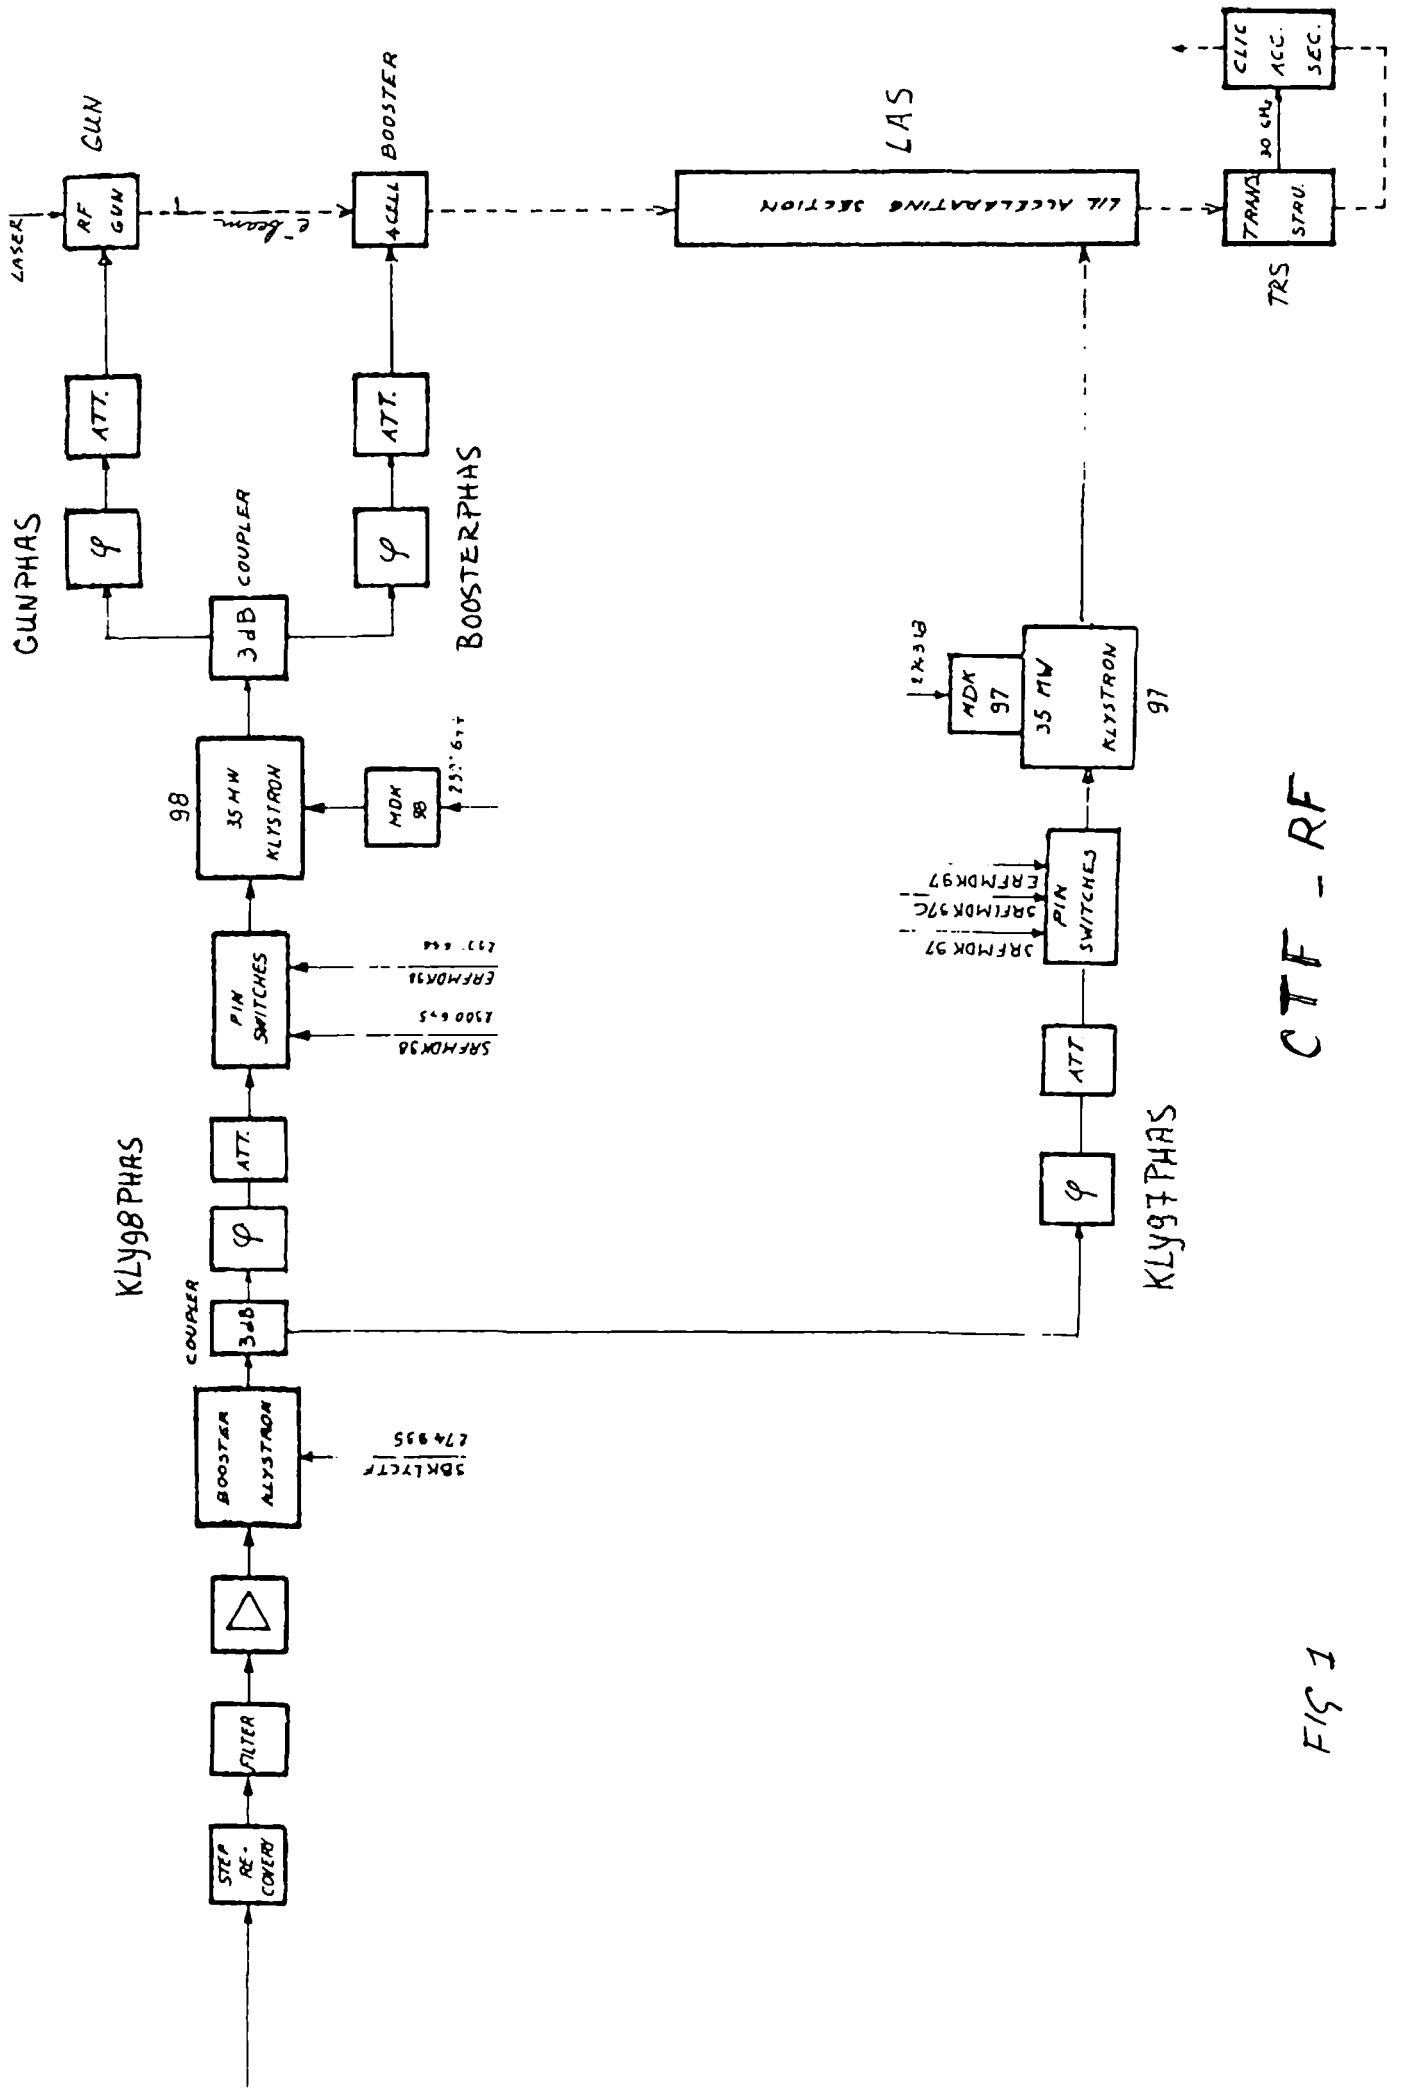 LASER
RF
GUN
GUN
e⁻ beam
ATT.
φ
GUNPHAS
4 CELL
BOOSTER
ATT.
φ
BOOSTERPHAS
3 dB
COUPLER
98
35 MW
KLYSTRON
MDK
98
PIN
SWITCHES
ERFMDK98
SRFMDK98
ATT.
φ
KLY98PHAS
COUPLER
3 dB
BOOSTER
KLYSTRON
SBKLYCTF
274935
FILTER
STEP
RE-
COVERY
LIL ACCELERATING SECTION
LAS
CLIC
ACC.
SEC.
30 GHz
TRANS
STRU.
TRS
MDK
97
35 MW
KLYSTRON
97
PIN
SWITCHES
ERFMDK97
SRFMDK97C
SRFMDK97
ATT
φ
KLY97PHAS
CTF - RF
FIG 1